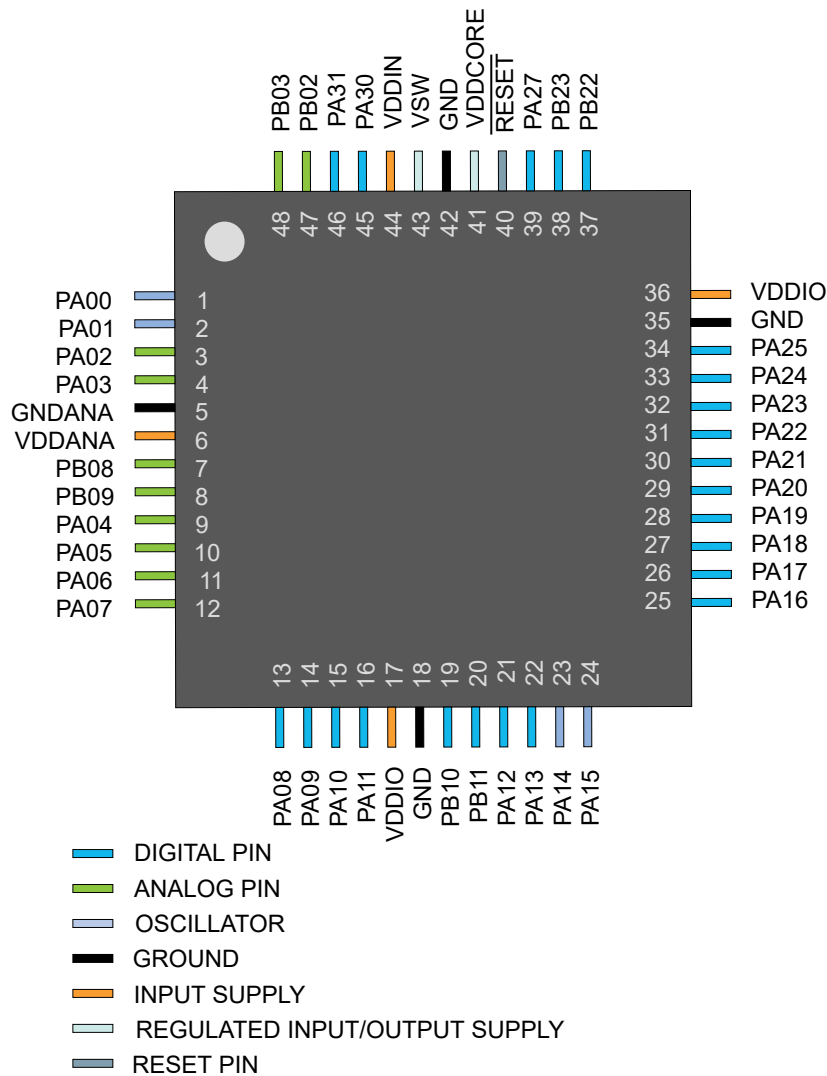 PB03
PB02
PA31
PA30
VDDIN
VSW
GND
VDDCORE
RESET
PA27
PB23
PB22
48
47
46
45
44
43
42
41
40
39
38
37
PA00 1
PA01 2
PA02 3
PA03 4
GNDANA 5
VDDANA 6
PB08 7
PB09 8
PA04 9
PA05 10
PA06 11
PA07 12
36 VDDIO
35 GND
34 PA25
33 PA24
32 PA23
31 PA22
30 PA21
29 PA20
28 PA19
27 PA18
26 PA17
25 PA16
13
14
15
16
17
18
19
20
21
22
23
24
PA08
PA09
PA10
PA11
VDDIO
GND
PB10
PB11
PA12
PA13
PA14
PA15
DIGITAL PIN
ANALOG PIN
OSCILLATOR
GROUND
INPUT SUPPLY
REGULATED INPUT/OUTPUT SUPPLY
RESET PIN